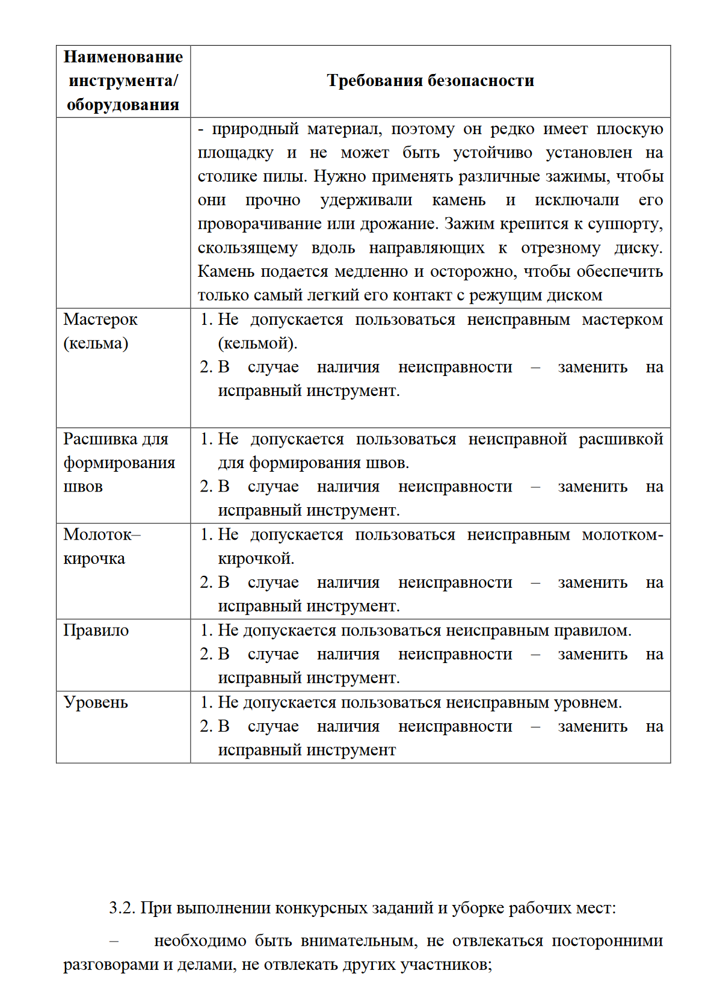 Наименование
инструмента/
оборудования
Требования безопасности
- природный материал, поэтому он редко имеет плоскую
площадку и не может быть устойчиво установлен на
столике пилы. Нужно применять различные зажимы, чтобы
они прочно удерживали камень и исключали его
проворачивание или дрожание. Зажим крепится к суппорту,
скользящему вдоль направляющих к отрезному диску.
Камень подается медленно и осторожно, чтобы обеспечить
только самый легкий его контакт с режущим диском
Мастерок
(кельма)
1. Не допускается пользоваться неисправным мастерком
(кельмой).
2. В случае наличия неисправности – заменить на
исправный инструмент.
Расшивка для
формирования
швов
1. Не допускается пользоваться неисправной расшивкой
для формирования швов.
2. В случае наличия неисправности – заменить на
исправный инструмент.
Молоток–
кирочка
1. Не допускается пользоваться неисправным молотком-
кирочкой.
2. В случае наличия неисправности – заменить на
исправный инструмент.
Правило
1. Не допускается пользоваться неисправным правилом.
2. В случае наличия неисправности – заменить на
исправный инструмент.
Уровень
1. Не допускается пользоваться неисправным уровнем.
2. В случае наличия неисправности – заменить на
исправный инструмент
3.2. При выполнении конкурсных заданий и уборке рабочих мест:
– необходимо быть внимательным, не отвлекаться посторонними
разговорами и делами, не отвлекать других участников;